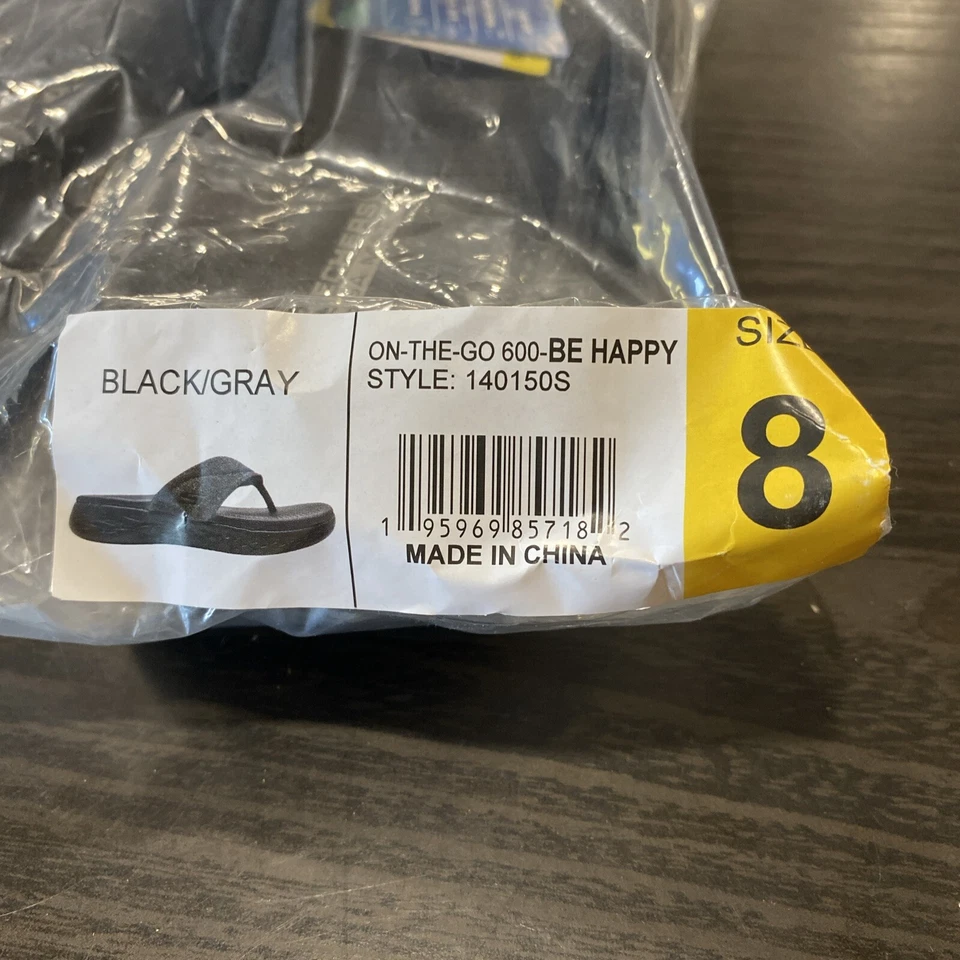 BLACK/GRAY
ON-THE-GO 600-BE HAPPY
STYLE: 140150S
1 95969 85718 2
MADE IN CHINA
8